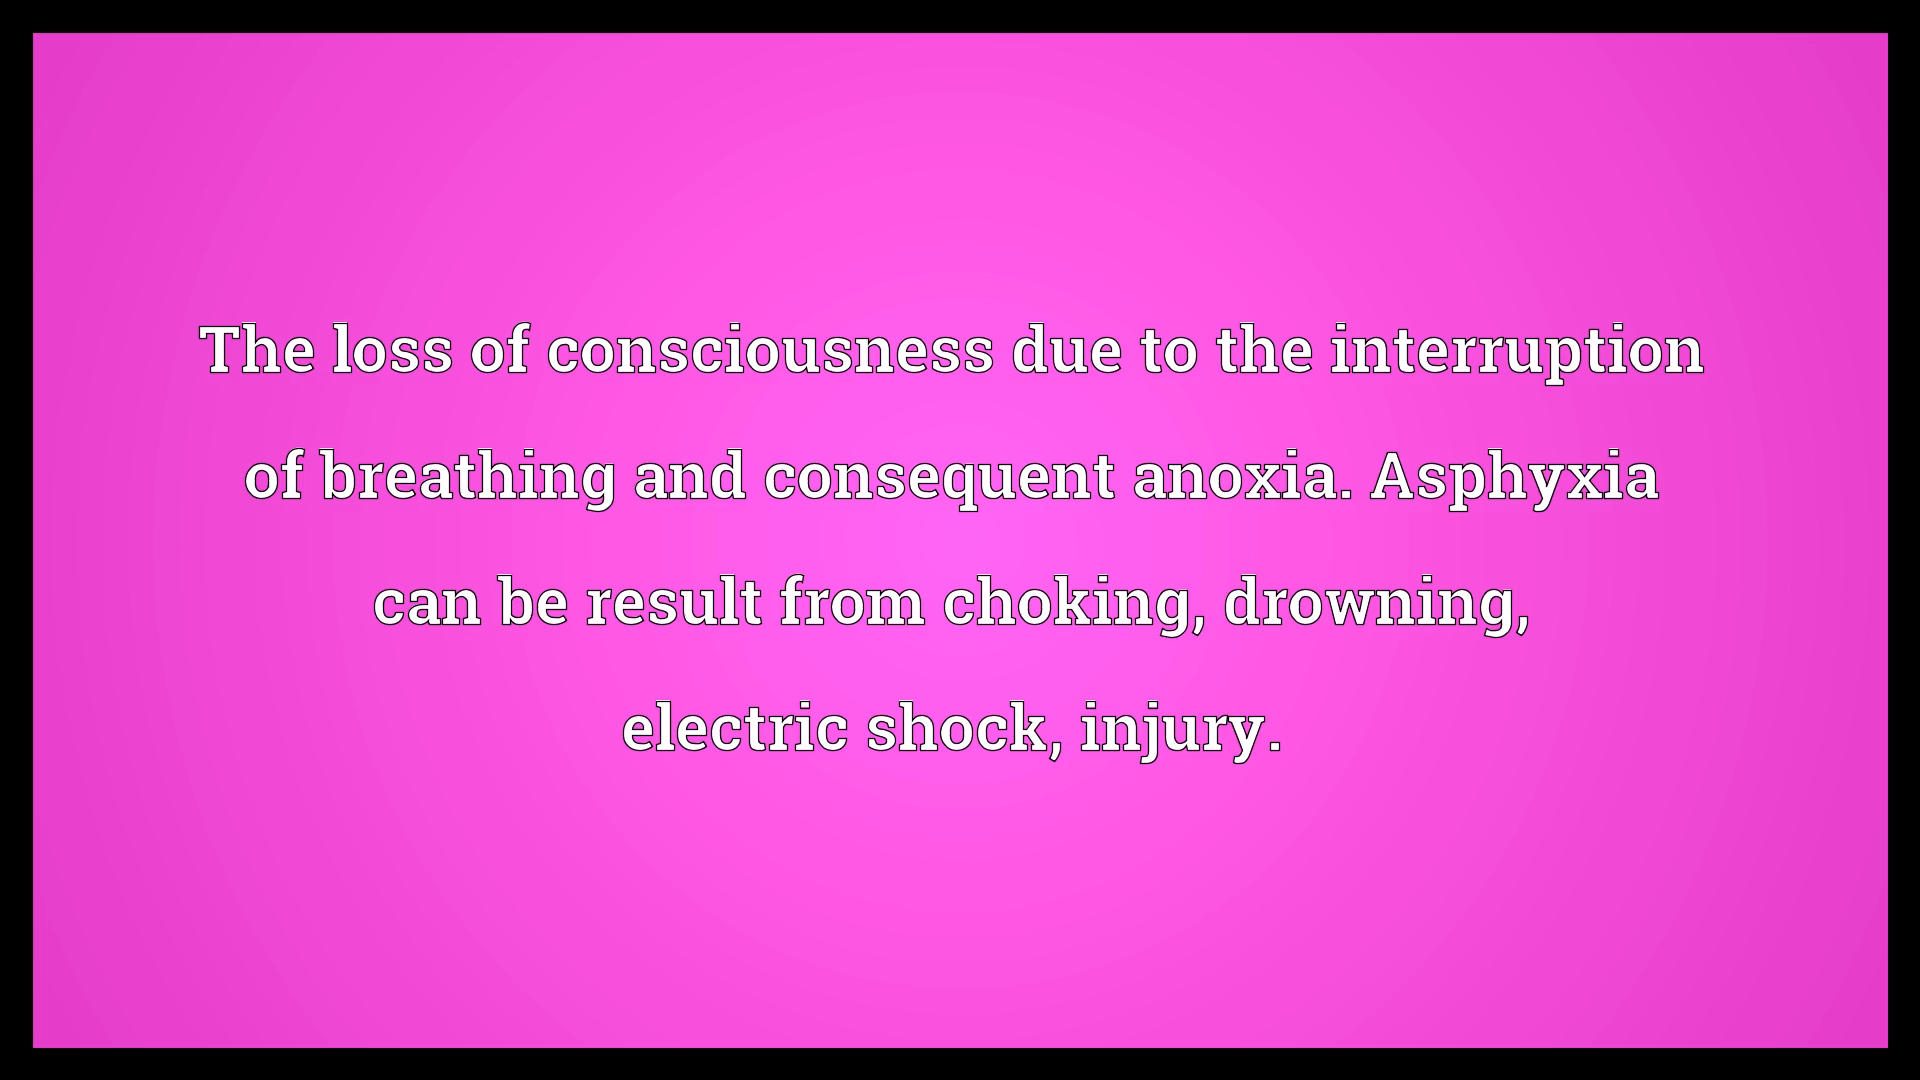 The loss of consciousness due to the interruption
of breathing and consequent anoxia. Asphyxia
can be result from choking, drowning,
electric shock, injury.